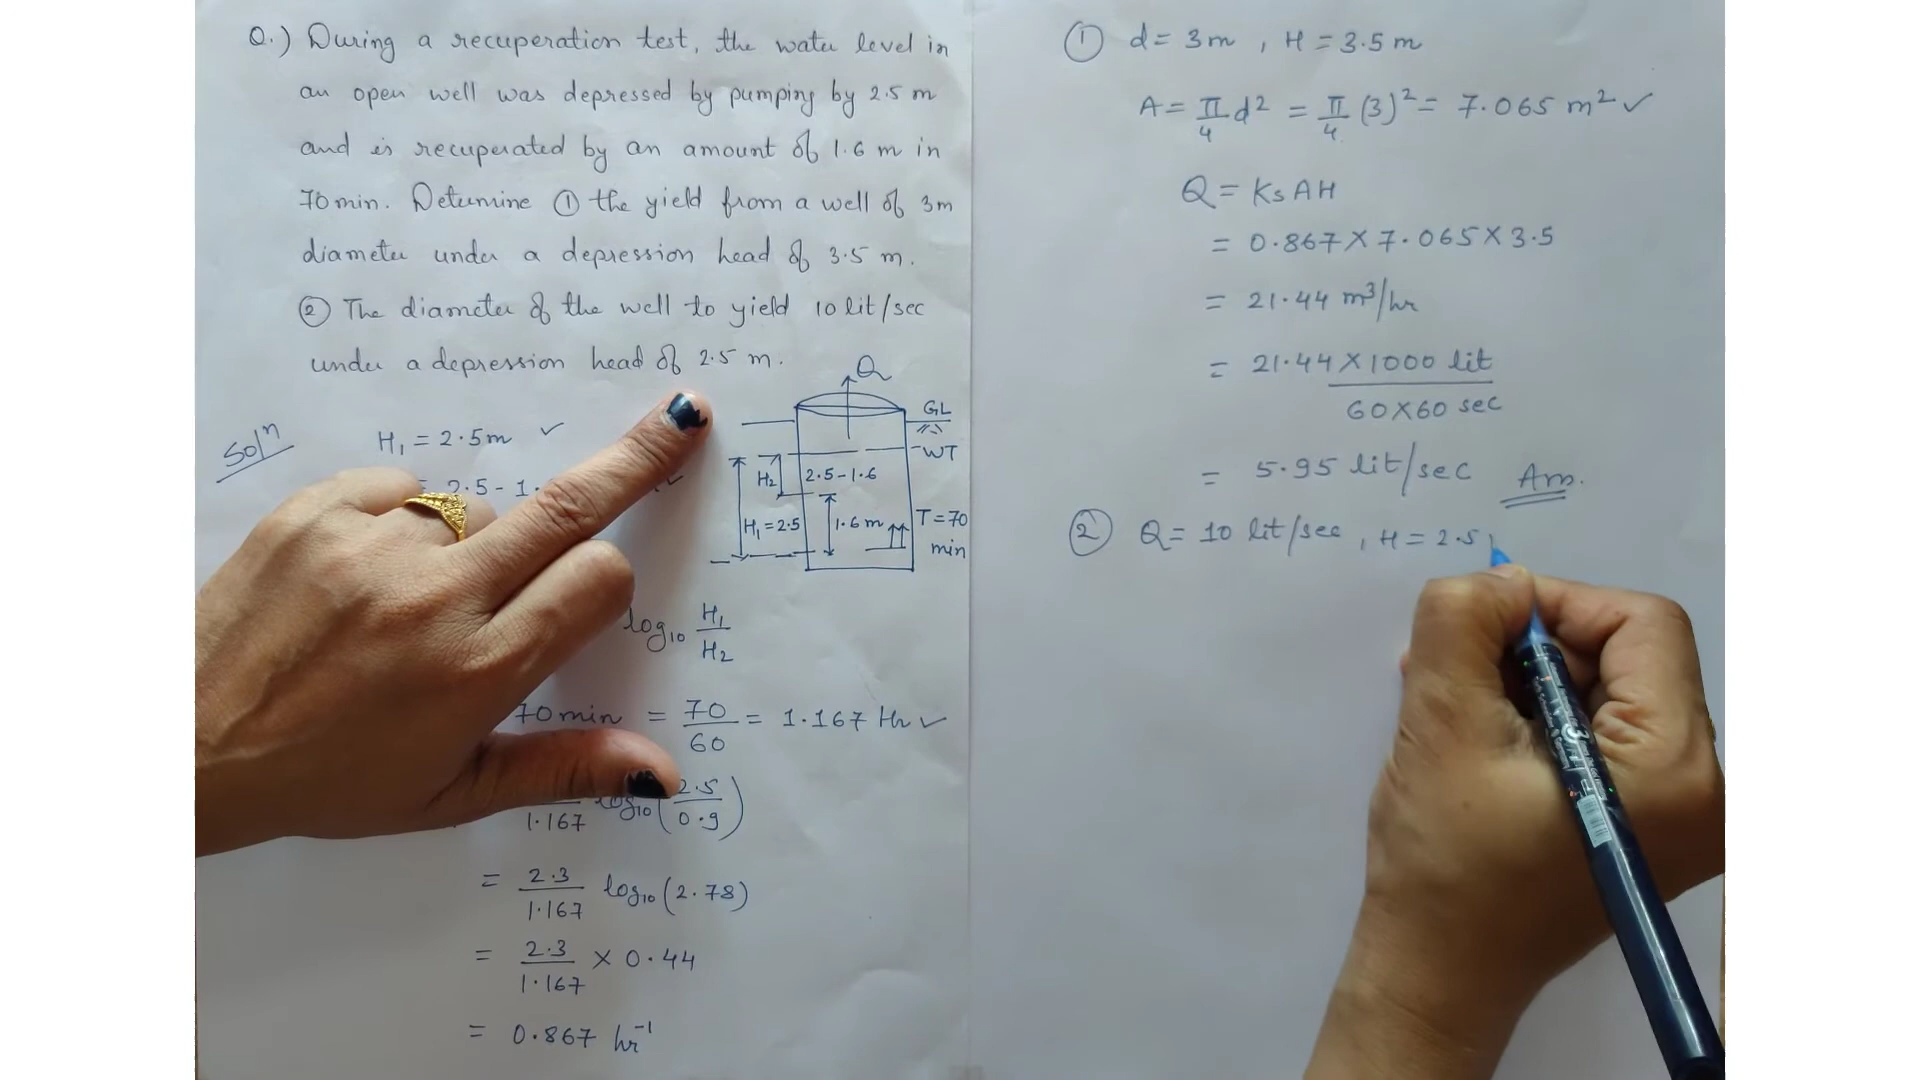 Q.) During a recuperation test, the water level in
an open well was depressed by pumping by 2.5 m
and is recuperated by an amount of 1.6 m in
70 min. Determine ① the yield from a well of 3m
diameter under a depression head of 3.5 m.
② The diameter of the well to yield 10 lit/sec
under a depression head of 2.5 m.
Solⁿ
H₁ = 2.5m ✓
= 2.5 - 1. ✓
Q
GL
WT
H₂ 2.5-1.6
H₁ = 2.5 1.6 m T = 70
min
log₁₀ H₁/H₂
70 min = 70/60 = 1.167 Hr ✓
1.167 log₁₀ (2.5/0.9)
= 2.3/1.167 log₁₀ (2.78)
= 2.3/1.167 × 0.44
= 0.867 hr⁻¹
① d = 3m , H = 3.5 m
A = π/4 d² = π/4 (3)² = 7.065 m² ✓
Q = Ks AH
= 0.867 × 7.065 × 3.5
= 21.44 m³/hr
= 21.44 × 1000 lit / 60×60 sec
= 5.95 lit/sec Ans.
② Q = 10 lit/sec , H = 2.5